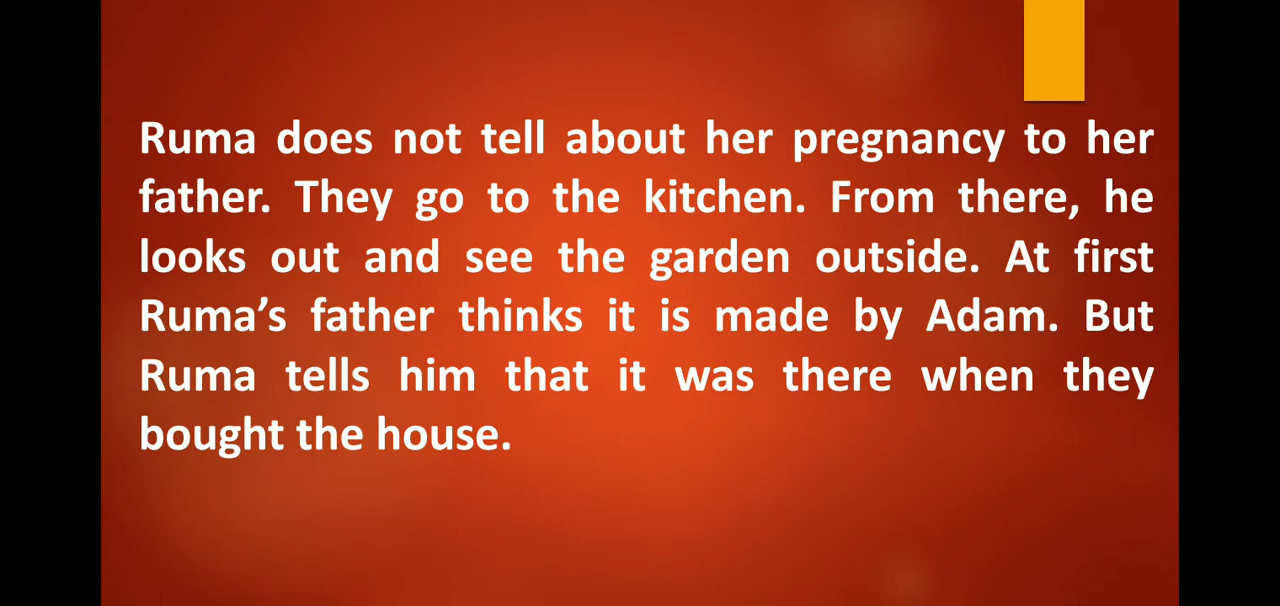 Ruma does not tell about her pregnancy to her
father. They go to the kitchen. From there, he
looks out and see the garden outside. At first
Ruma’s father thinks it is made by Adam. But
Ruma tells him that it was there when they
bought the house.